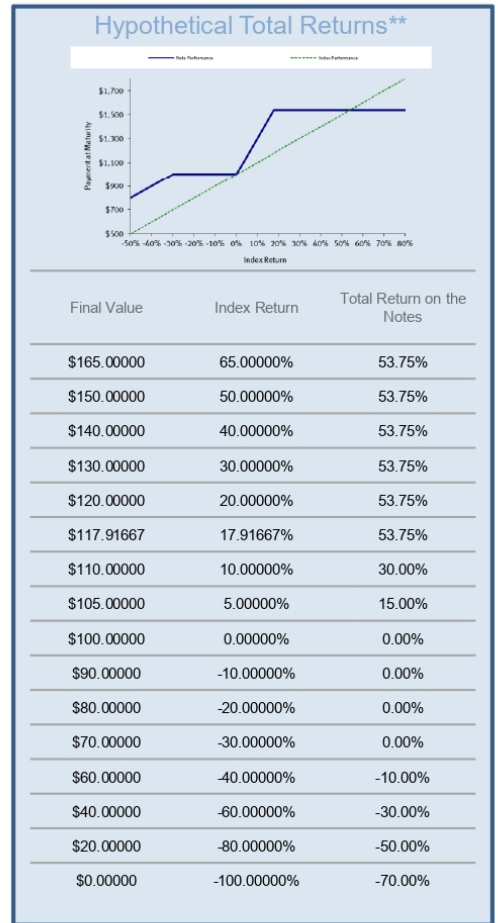 Hypothetical Total Returns**
Note Performance Index Performance
Payment at Maturity
$1,700
$1,500
$1,300
$1,100
$900
$700
$500
-50% -40% -30% -20% -10% 0% 10% 20% 30% 40% 50% 60% 70% 80%
Index Return
Final Value Index Return Total Return on the
Notes
$165.00000 65.00000% 53.75%
$150.00000 50.00000% 53.75%
$140.00000 40.00000% 53.75%
$130.00000 30.00000% 53.75%
$120.00000 20.00000% 53.75%
$117.91667 17.91667% 53.75%
$110.00000 10.00000% 30.00%
$105.00000 5.00000% 15.00%
$100.00000 0.00000% 0.00%
$90.00000 -10.00000% 0.00%
$80.00000 -20.00000% 0.00%
$70.00000 -30.00000% 0.00%
$60.00000 -40.00000% -10.00%
$40.00000 -60.00000% -30.00%
$20.00000 -80.00000% -50.00%
$0.00000 -100.00000% -70.00%